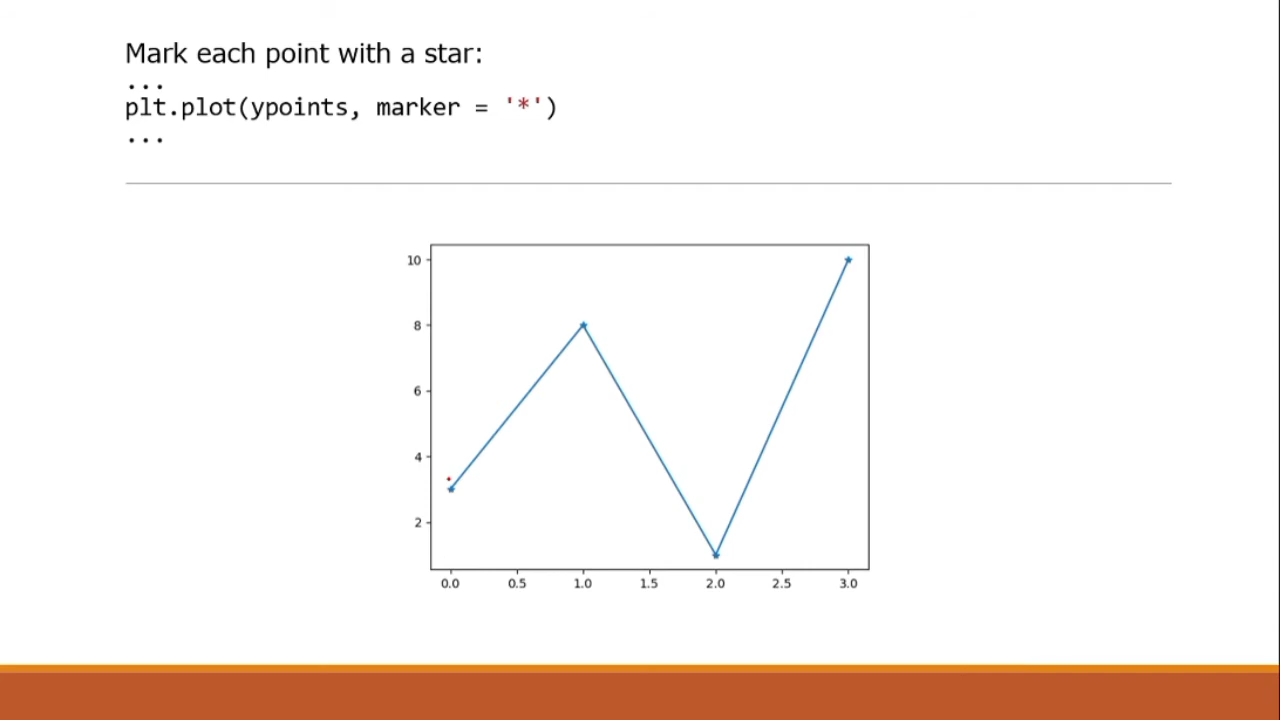 Mark each point with a star:
...
plt.plot(ypoints, marker = '*')
...
10
8
6
4
2
0.0 0.5 1.0 1.5 2.0 2.5 3.0